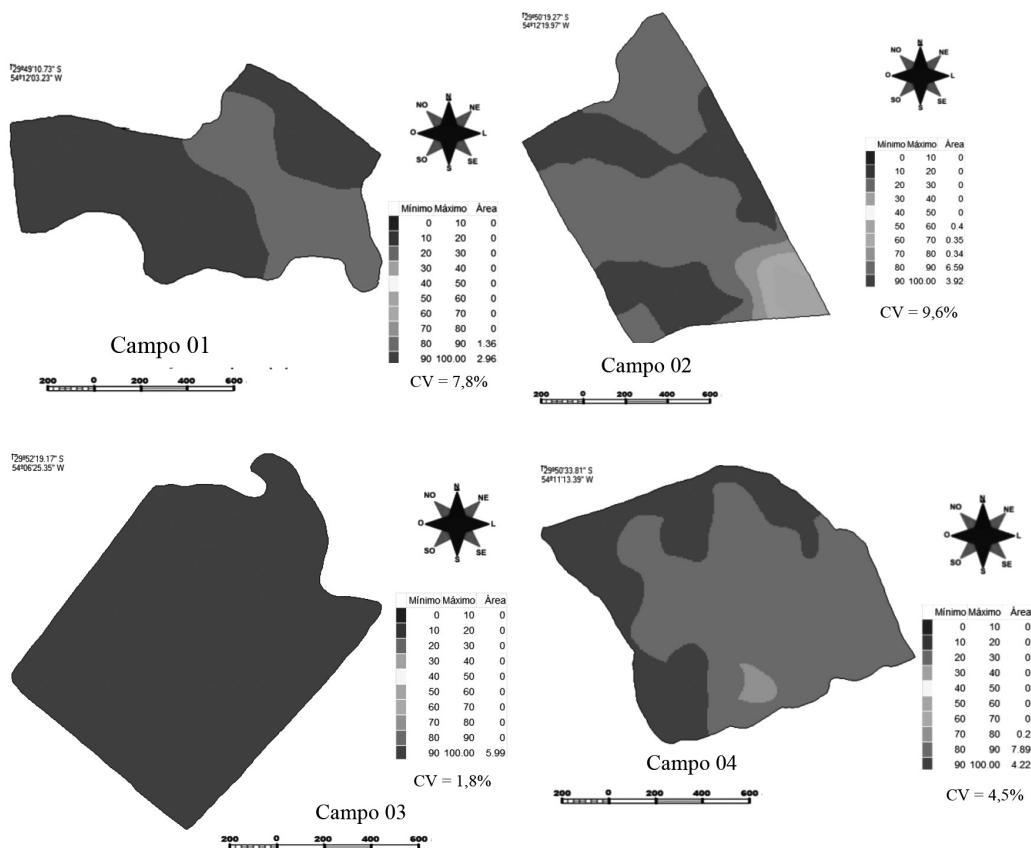 29º49'10.73" S
54º12'03.23" W
N
NO NE
O L
SO SE
S
Mínimo Máximo Área
0 10 0
10 20 0
20 30 0
30 40 0
40 50 0
50 60 0
60 70 0
70 80 0
80 90 1.36
90 100.00 2.96
CV = 7,8%
Campo 01
200 0 200 400 600
29º50'19.27" S
54º12'19.97" W
N
NO NE
O L
SO SE
S
Mínimo Máximo Área
0 10 0
10 20 0
20 30 0
30 40 0
40 50 0
50 60 0.4
60 70 0.35
70 80 0.34
80 90 6.59
90 100.00 3.92
CV = 9,6%
Campo 02
200 0 200 400 600
29º52'19.17" S
54º06'25.35" W
N
NO NE
O L
SO SE
S
Mínimo Máximo Área
0 10 0
10 20 0
20 30 0
30 40 0
40 50 0
50 60 0
60 70 0
70 80 0
80 90 0
90 100.00 5.99
CV = 1,8%
Campo 03
200 0 200 400 600
29º50'33.81" S
54º11'13.39" W
N
NO NE
O L
SO SE
S
Mínimo Máximo Área
0 10 0
10 20 0
20 30 0
30 40 0
40 50 0
50 60 0
60 70 0
70 80 0.2
80 90 7.89
90 100.00 4.22
CV = 4,5%
Campo 04
200 0 200 400 600